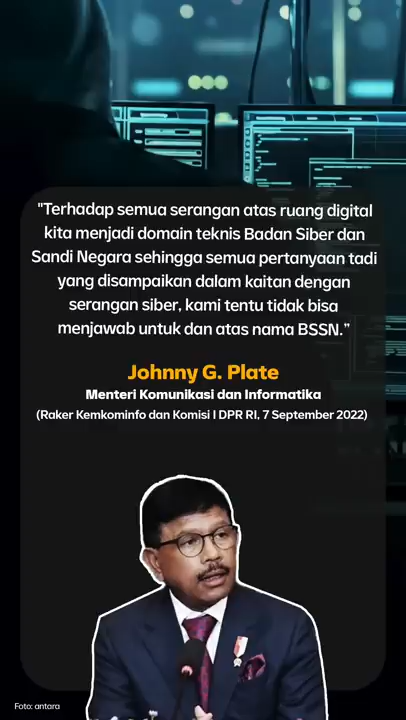 "Terhadap semua serangan atas ruang digital
kita menjadi domain teknis Badan Siber dan
Sandi Negara sehingga semua pertanyaan tadi
yang disampaikan dalam kaitan dengan
serangan siber, kami tentu tidak bisa
menjawab untuk dan atas nama BSSN."
Johnny G. Plate
Menteri Komunikasi dan Informatika
(Raker Kemkominfo dan Komisi I DPR RI, 7 September 2022)
Foto: antara